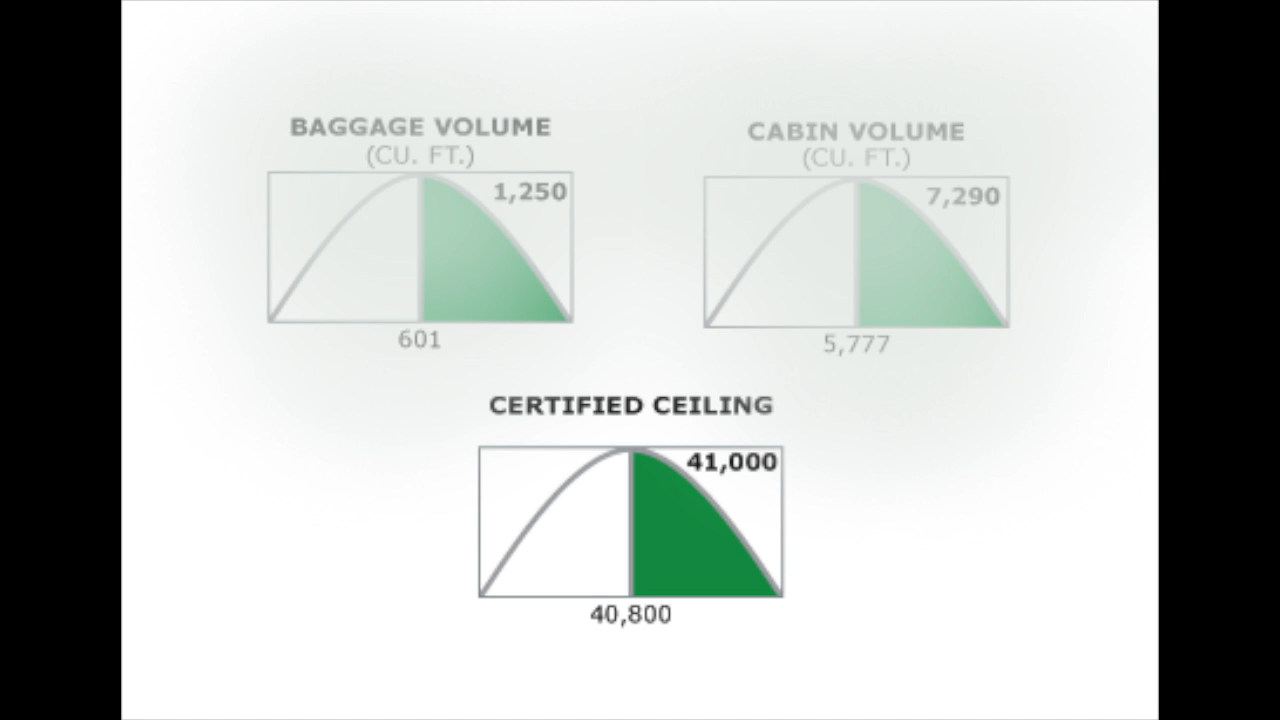 BAGGAGE VOLUME
(CU. FT.)
1,250
601
CABIN VOLUME
(CU. FT.)
7,290
5,777
CERTIFIED CEILING
41,000
40,800